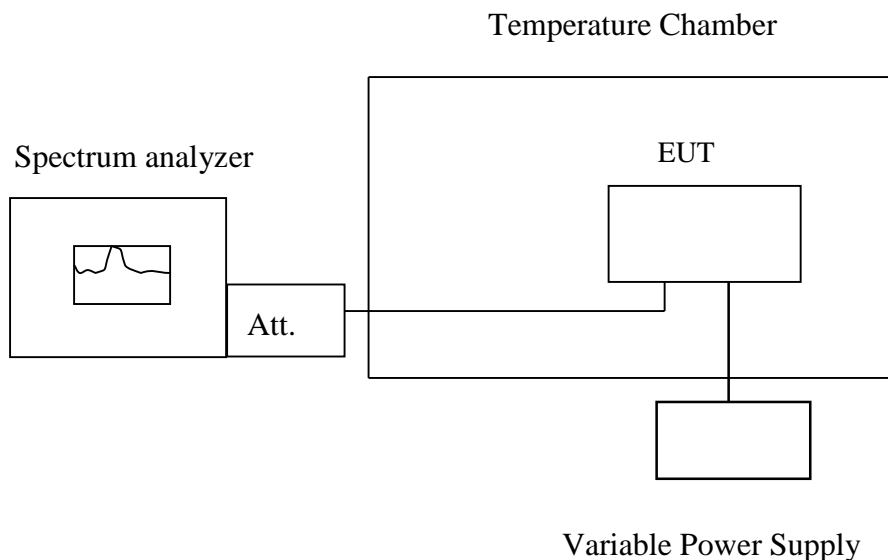 Temperature Chamber
Spectrum analyzer
EUT
Att.
Variable Power Supply